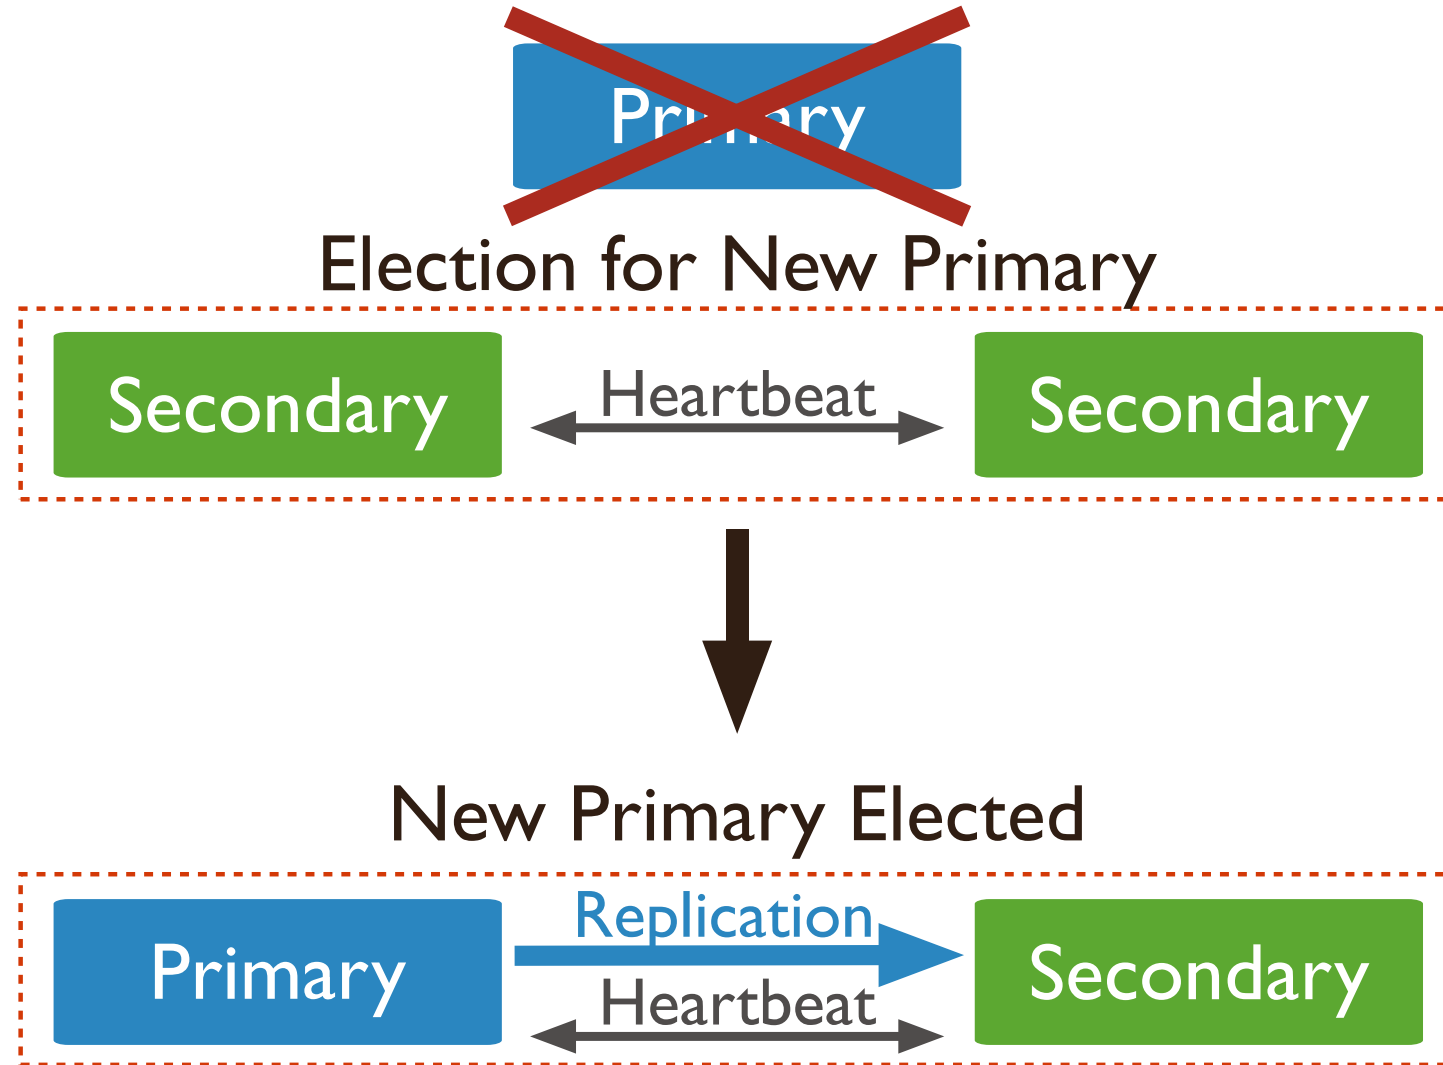 Primary
Election for New Primary
Secondary
Heartbeat
Secondary
New Primary Elected
Primary
Replication
Heartbeat
Secondary